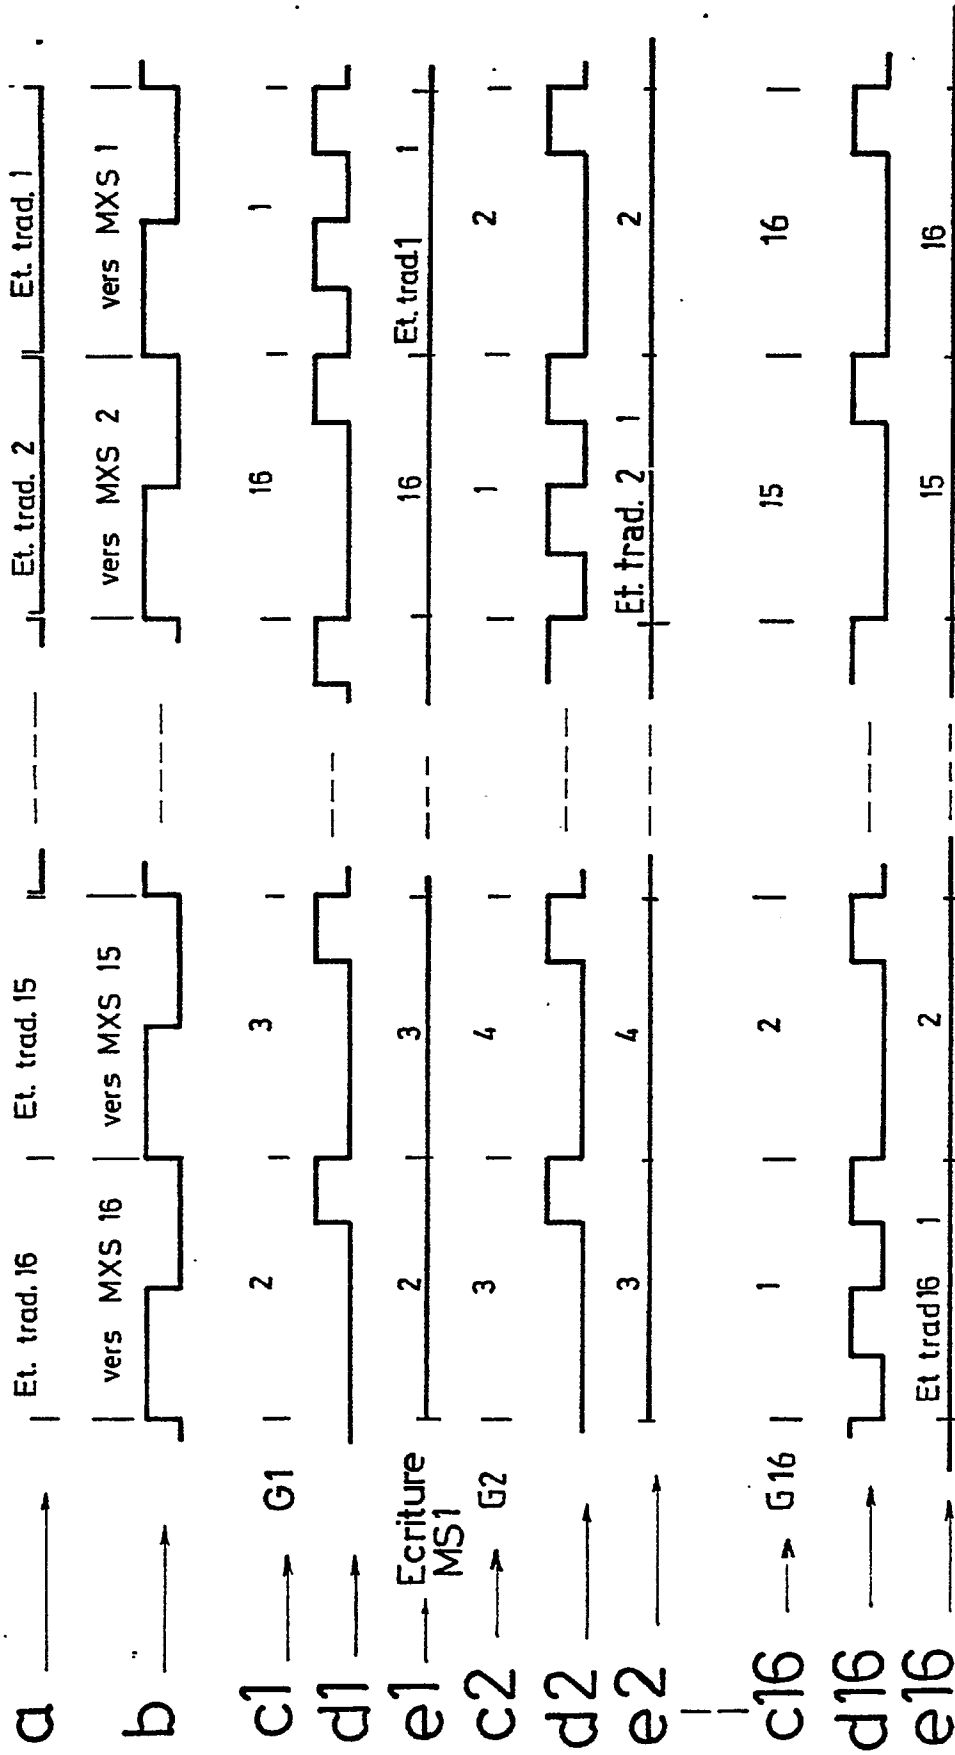 a Et. trad. 16 Et. trad. 15 Et. trad. 2 Et. trad. 1
b vers MXS 16 vers MXS 15 vers MXS 2 vers MXS 1
c1 G1 2 3 16 1
d1
e1 Ecriture 2 3 16 Et. trad.1 1
MS1
c2 G2 3 4 1 2
d2
e2 3 4 Et. trad. 2 1 2
c16 G16 1 2 15 16
d16
e16 Et trad16 1 2 15 16